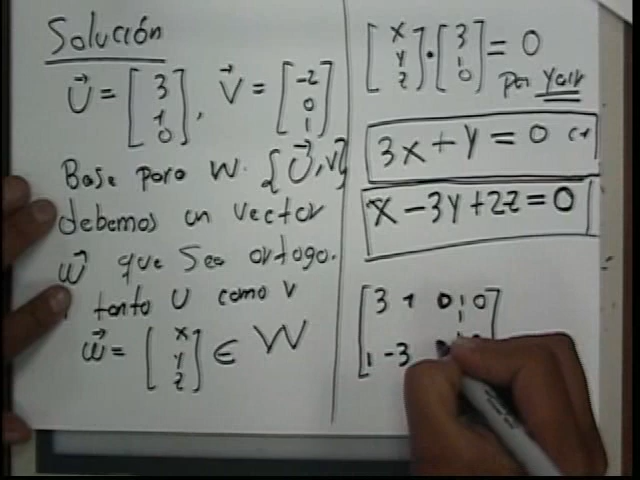 Solución
U⃗ = [3 1 0], V⃗ = [-2 0 1]
Base para W. {U⃗, V}
debemos un vector
w⃗ que sea ortogo.
tanto U como v
w⃗ = [x y z] ∈ W
[x y z] · [3 1 0] = 0
por
3x + y = 0
x - 3y + 2z = 0
[3 1 0 ¦ 0
1 -3